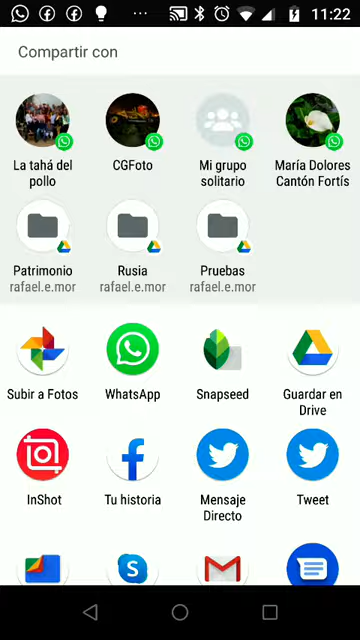 11:22
Compartir con
La tahá del pollo
CGFoto
Mi grupo solitario
María Dolores Cantón Fortís
Patrimonio
rafael.e.mor
Rusia
rafael.e.mor
Pruebas
rafael.e.mor
Subir a Fotos
WhatsApp
Snapseed
Guardar en Drive
InShot
Tu historia
Mensaje Directo
Tweet